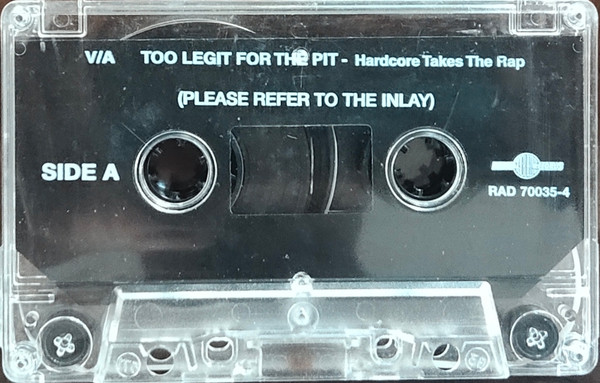 V/A TOO LEGIT FOR THE PIT - Hardcore Takes The Rap
(PLEASE REFER TO THE INLAY)
SIDE A
RAD 70035-4